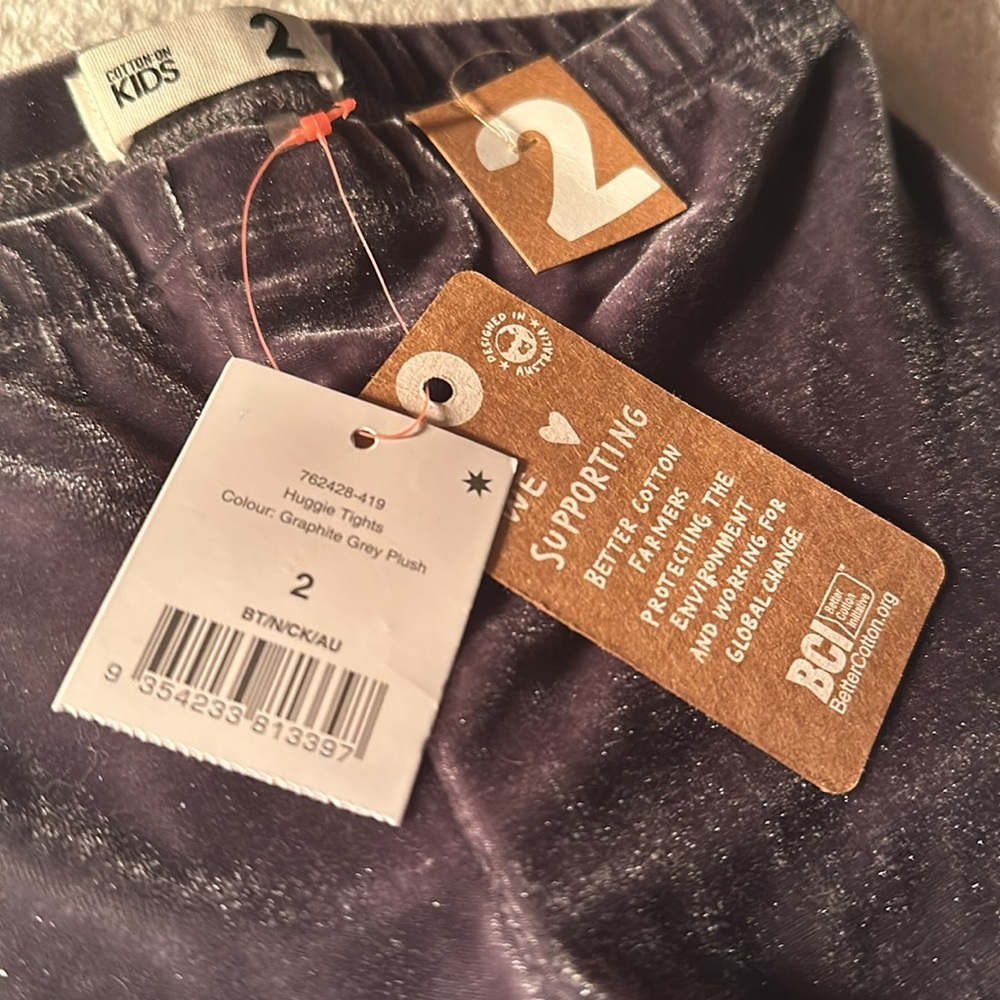 COTTON:ON
KIDS
2
2
DESIGNED IN
AUSTRALIA
WE
SUPPORTING
BETTER COTTON
FARMERS
PROTECTING THE
ENVIRONMENT
AND WORKING FOR
GLOBAL CHANGE
BCI
Better
Cotton
Initiative
TM
BetterCotton.org
762428-419
Huggie Tights
Colour: Graphite Grey Plush
2
BT/N/CK/AU
9 354233 813397